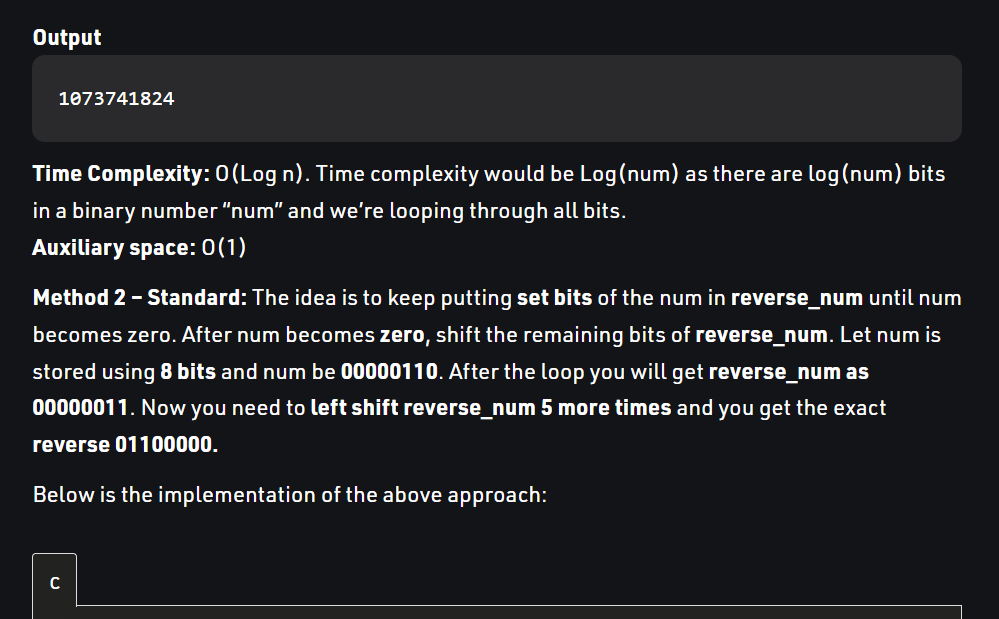 Output
1073741824
Time Complexity: O(Log n). Time complexity would be Log(num) as there are log(num) bits
in a binary number “num” and we’re looping through all bits.
Auxiliary space: O(1)
Method 2 – Standard: The idea is to keep putting set bits of the num in reverse_num until num
becomes zero. After num becomes zero, shift the remaining bits of reverse_num. Let num is
stored using 8 bits and num be 00000110. After the loop you will get reverse_num as
00000011. Now you need to left shift reverse_num 5 more times and you get the exact
reverse 01100000.
Below is the implementation of the above approach:
C